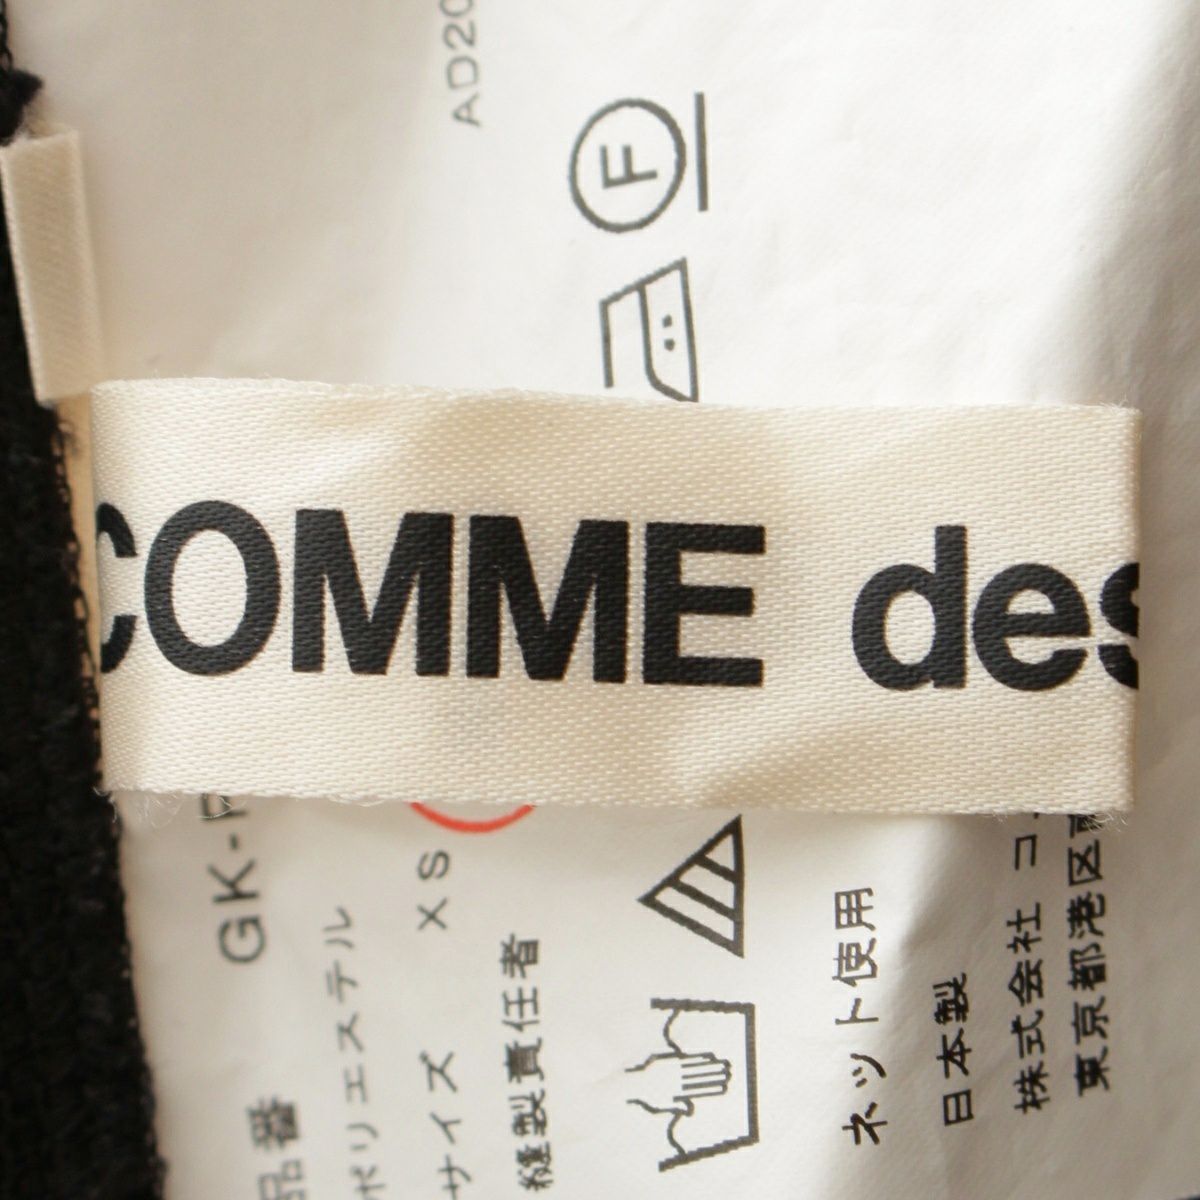 COMME des
AD20
F
品番 GK-
ポリエステル
サイズ XS
縫製責任者
ネット使用
日本製
株式会社 コ
東京都港区